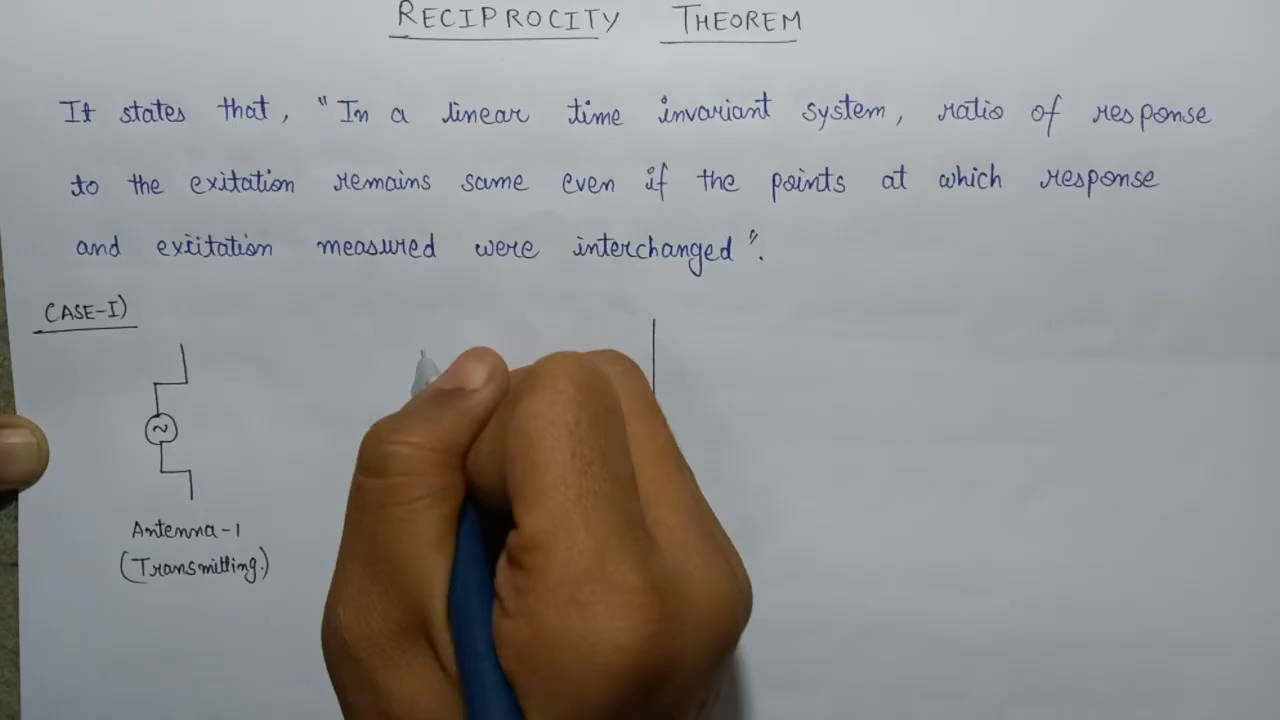 RECIPROCITY THEOREM
It states that, "In a linear time invariant system, ratio of response
to the exitation remains same even if the points at which response
and exiitation measured were interchanged".
CASE-I)
~
Antenna-1
(Transmitting.)